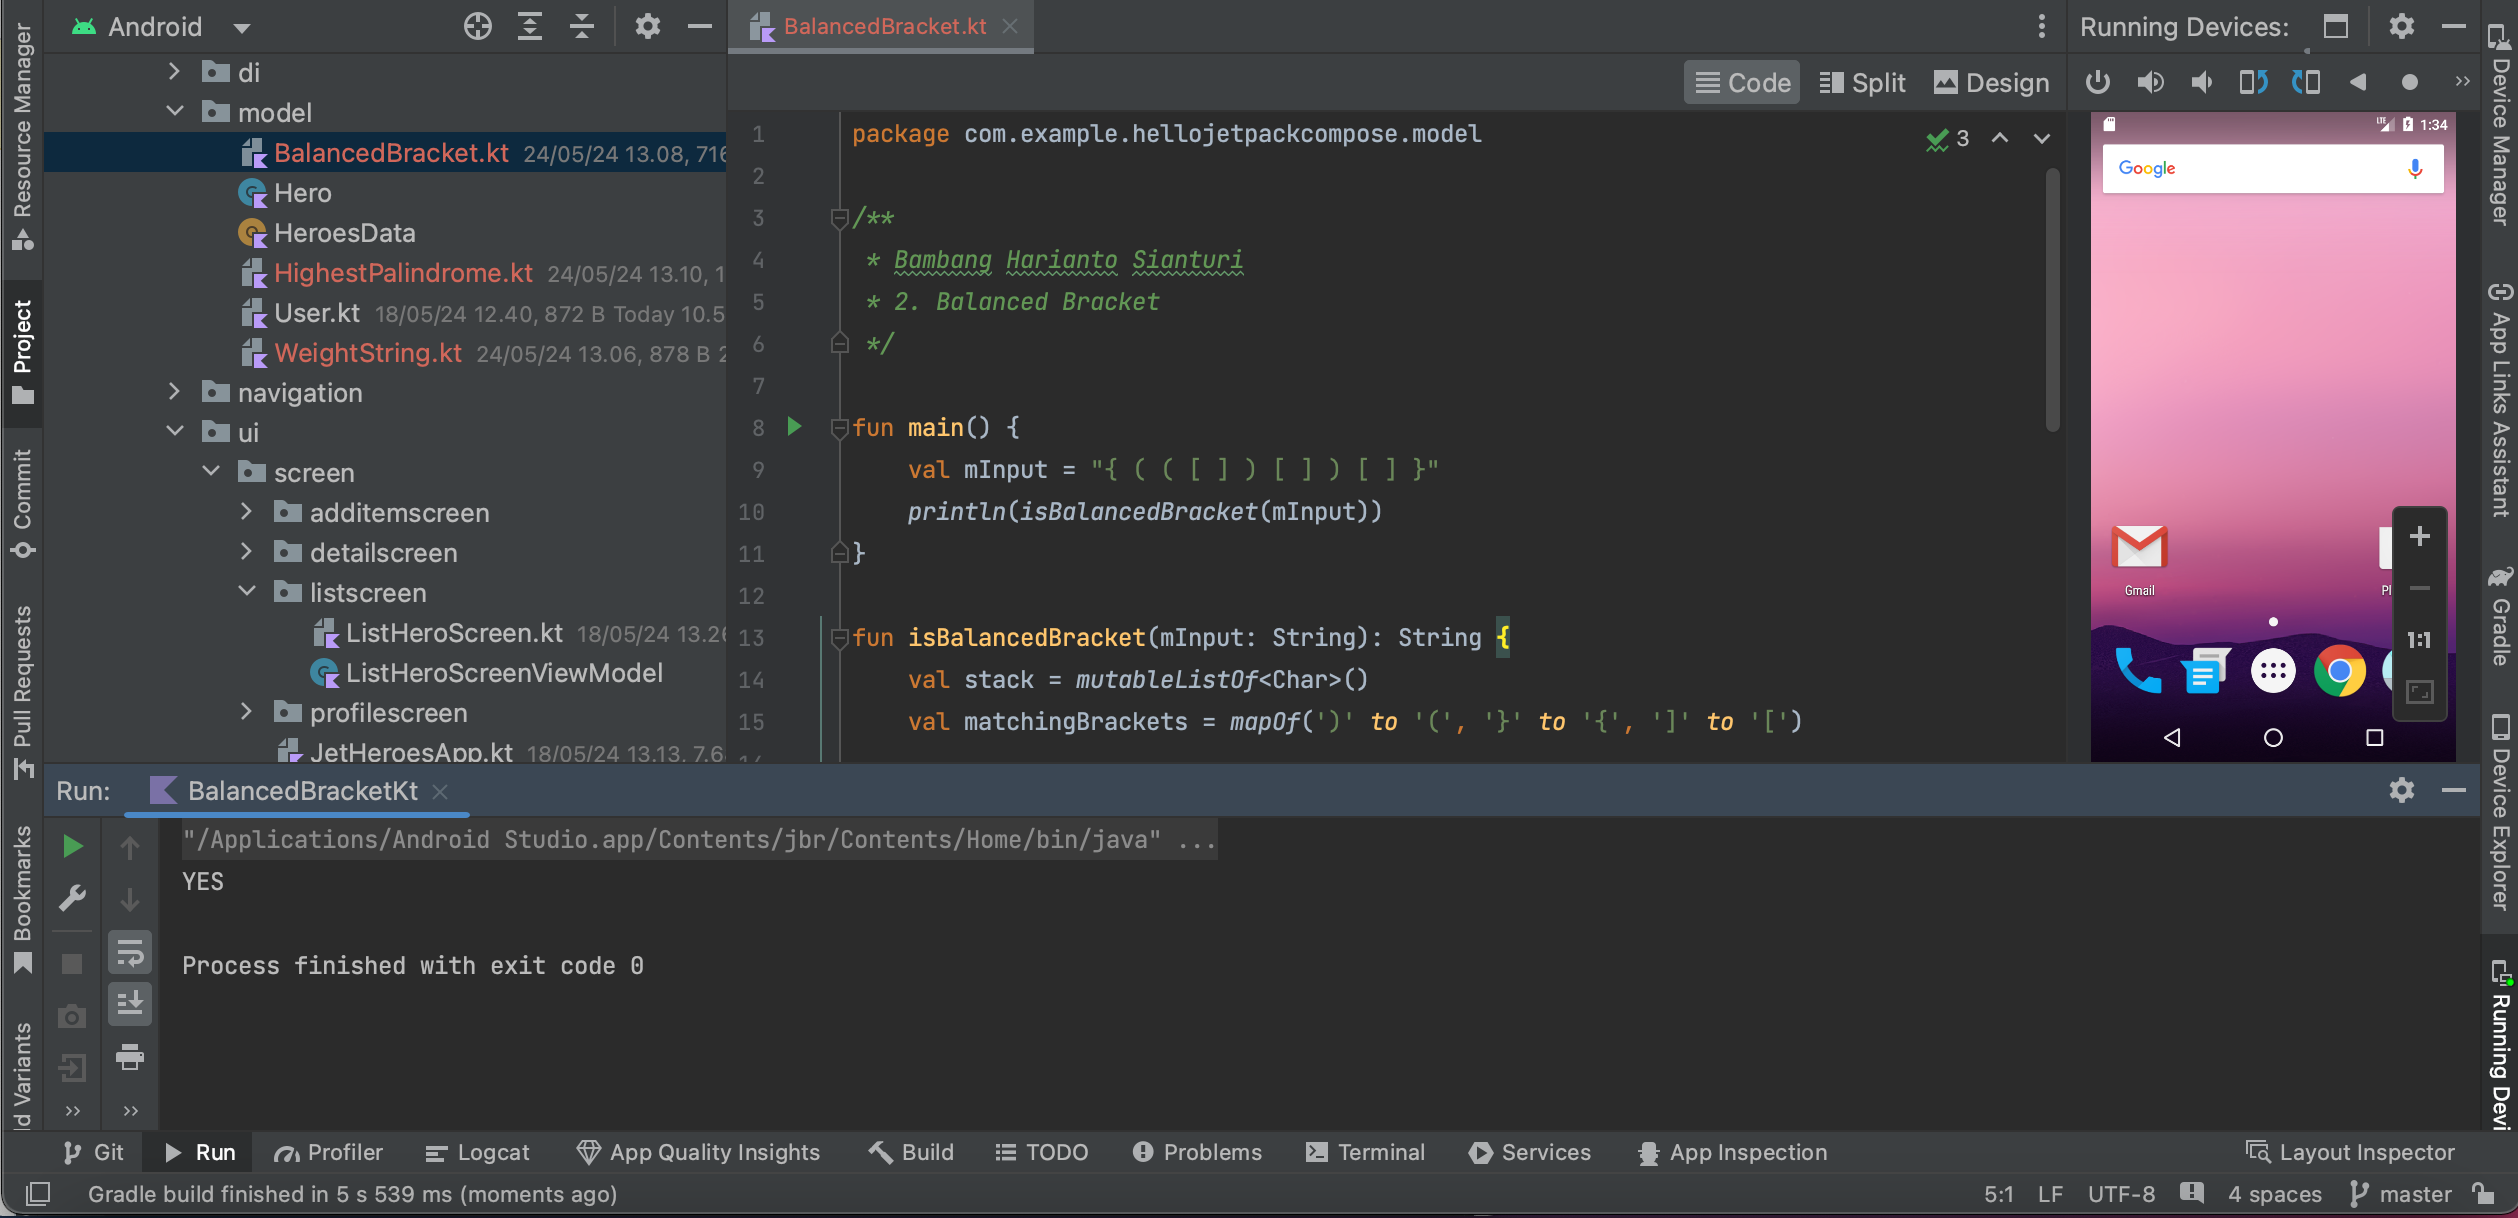 Android
BalancedBracket.kt
Running Devices:
Code
Split
Design
di
model
BalancedBracket.kt 24/05/24 13.08, 716
Hero
HeroesData
HighestPalindrome.kt 24/05/24 13.10, 1
User.kt 18/05/24 12.40, 872 B Today 10.5
WeightString.kt 24/05/24 13.06, 878 B 2
navigation
ui
screen
additemscreen
detailscreen
listscreen
ListHeroScreen.kt 18/05/24 13.26
ListHeroScreenViewModel
profilescreen
JetHeroesApp.kt 18/05/24 13.13, 7.6
1 package com.example.hellojetpackcompose.model
2
3 /**
4 * Bambang Harianto Sianturi
5 * 2. Balanced Bracket
6 */
7
8 fun main() {
9 val mInput = "{ ( ( [ ] ) [ ] ) [ ] }"
10 println(isBalancedBracket(mInput))
11 }
12
13 fun isBalancedBracket(mInput: String): String {
14 val stack = mutableListOf<Char>()
15 val matchingBrackets = mapOf(')' to '(', '}' to '{', ']' to '[')
3
LTE 1:34
Google
Gmail
Pl
1:1
Resource Manager
Project
Commit
Pull Requests
Bookmarks
ld Variants
Device Manager
App Links Assistant
Gradle
Device Explorer
Running Devi
Run:
BalancedBracketKt
"/Applications/Android Studio.app/Contents/jbr/Contents/Home/bin/java" ...
YES
Process finished with exit code 0
Git
Run
Profiler
Logcat
App Quality Insights
Build
TODO
Problems
Terminal
Services
App Inspection
Layout Inspector
Gradle build finished in 5 s 539 ms (moments ago)
5:1 LF UTF-8 4 spaces master